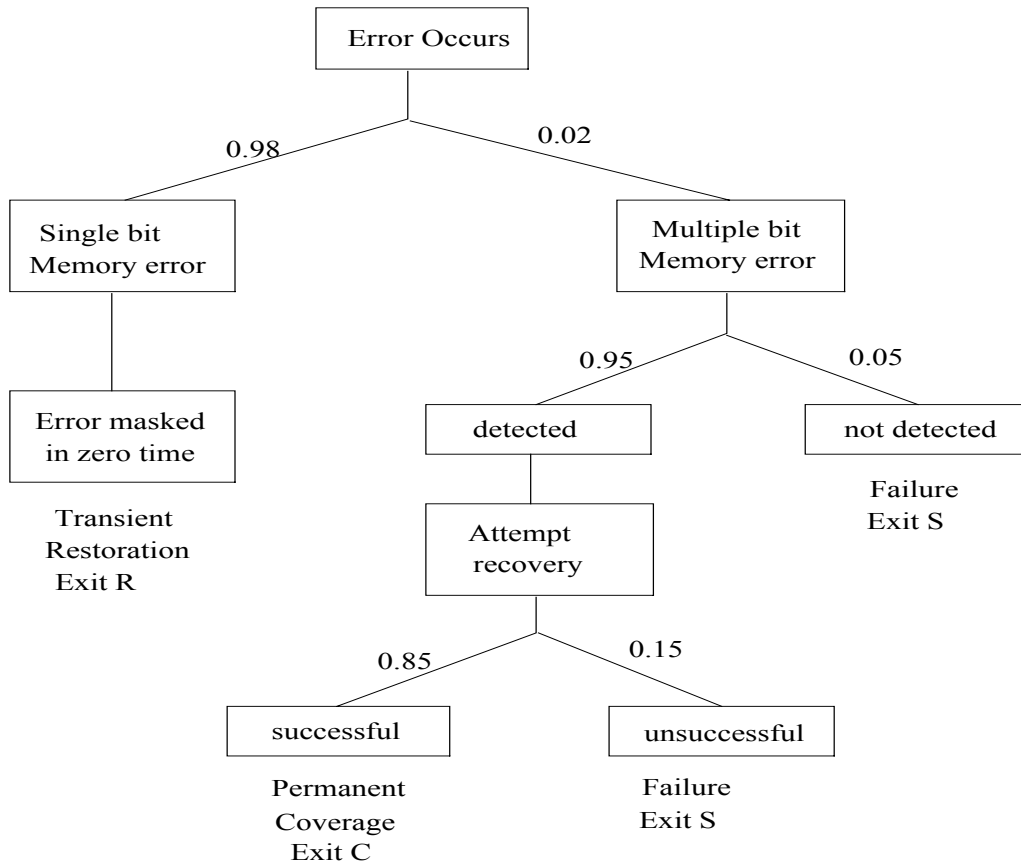 Error Occurs
0.98
0.02
Single bit
Memory error
Multiple bit
Memory error
0.95
0.05
Error masked
in zero time
detected
not detected
Transient
Restoration
Exit R
Failure
Exit S
Attempt
recovery
0.85
0.15
successful
unsuccessful
Permanent
Coverage
Exit C
Failure
Exit S